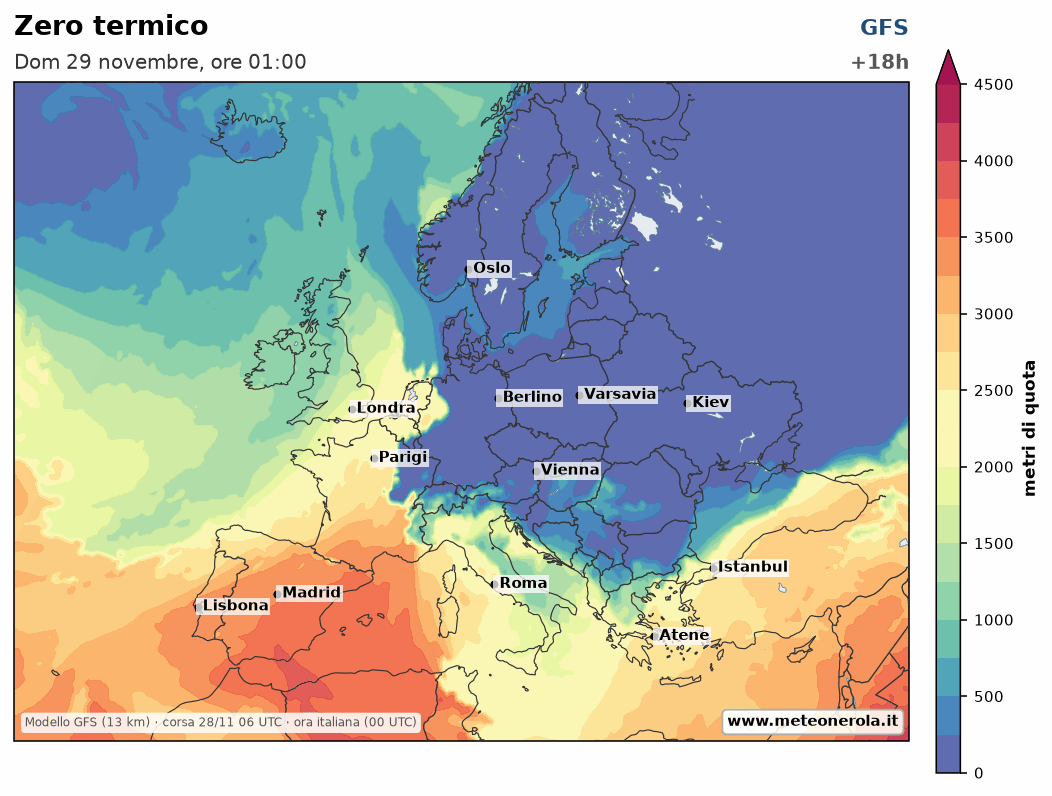 Zero termico
GFS
Dom 29 novembre, ore 01:00
+18h
4500
4000
3500
3000
2500
2000
1500
1000
500
0
metri di quota
Oslo
Berlino
Varsavia
Kiev
Londra
Parigi
Vienna
Istanbul
Roma
Madrid
Lisbona
Atene
Modello GFS (13 km) · corsa 28/11 06 UTC · ora italiana (00 UTC)
www.meteonerola.it